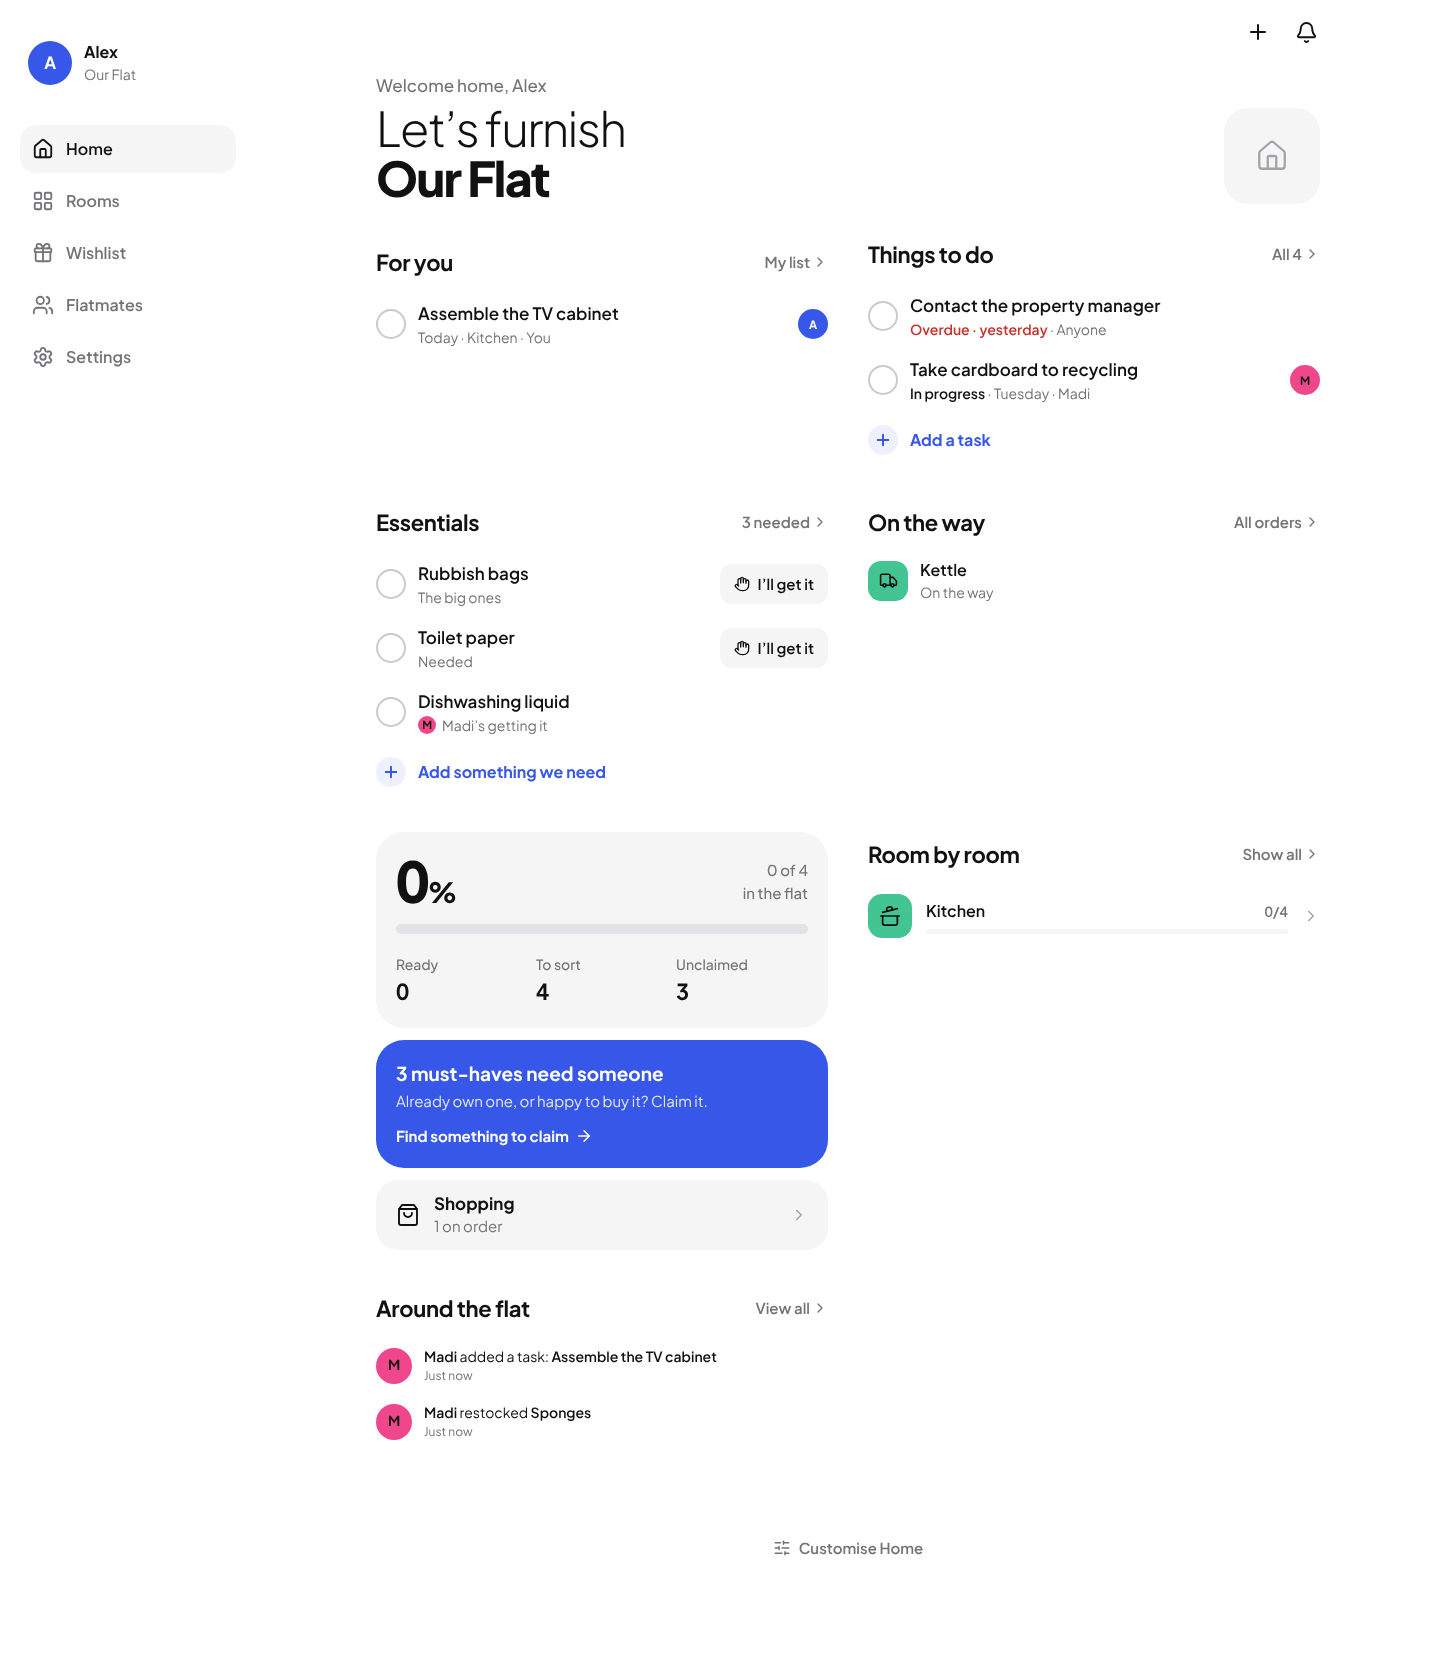 A
Alex
Our Flat
Home
Rooms
Wishlist
Flatmates
Settings
Welcome home, Alex
Let’s furnish
Our Flat
For you
My list
Assemble the TV cabinet
Today · Kitchen · You
A
Things to do
All 4
Contact the property manager
Overdue · yesterday · Anyone
Take cardboard to recycling
In progress · Tuesday · Madi
M
Add a task
Essentials
3 needed
Rubbish bags
The big ones
I’ll get it
Toilet paper
Needed
I’ll get it
Dishwashing liquid
M Madi’s getting it
Add something we need
On the way
All orders
Kettle
On the way
0%
0 of 4
in the flat
Ready
0
To sort
4
Unclaimed
3
Room by room
Show all
Kitchen
0/4
3 must-haves need someone
Already own one, or happy to buy it? Claim it.
Find something to claim
Shopping
1 on order
Around the flat
View all
M
Madi added a task: Assemble the TV cabinet
Just now
M
Madi restocked Sponges
Just now
Customise Home